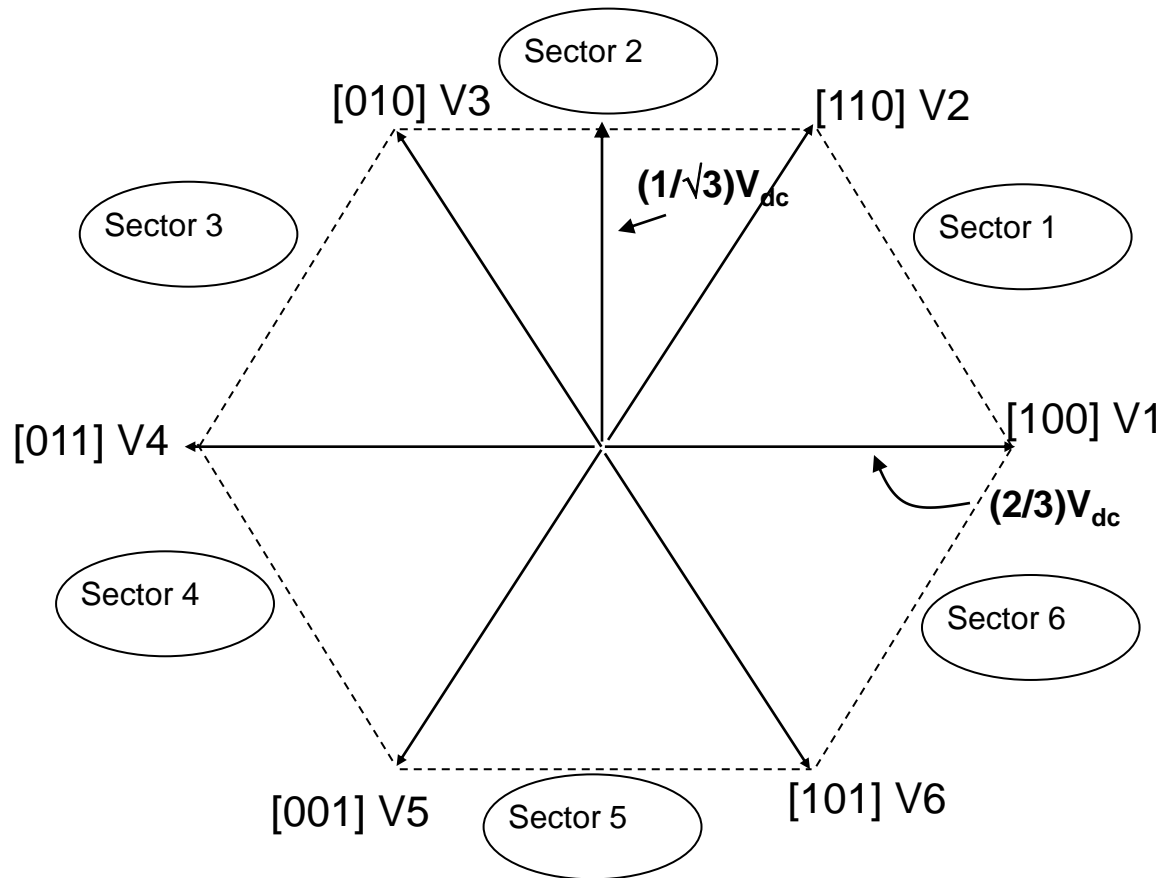 Sector 2
[010] V3
[110] V2
(1/√3)Vdc
Sector 3
Sector 1
[011] V4
[100] V1
(2/3)Vdc
Sector 4
Sector 6
[001] V5
Sector 5
[101] V6